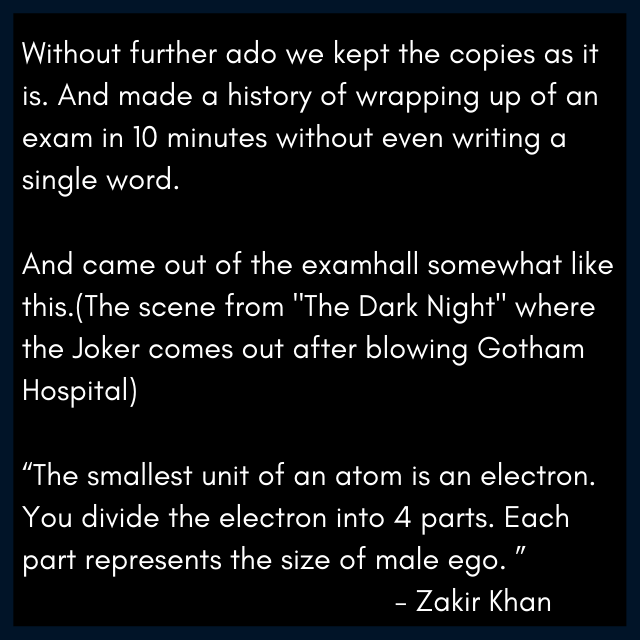 Without further ado we kept the copies as it
is. And made a history of wrapping up of an
exam in 10 minutes without even writing a
single word.
And came out of the examhall somewhat like
this.(The scene from "The Dark Night" where
the Joker comes out after blowing Gotham
Hospital)
“The smallest unit of an atom is an electron.
You divide the electron into 4 parts. Each
part represents the size of male ego. ”
- Zakir Khan